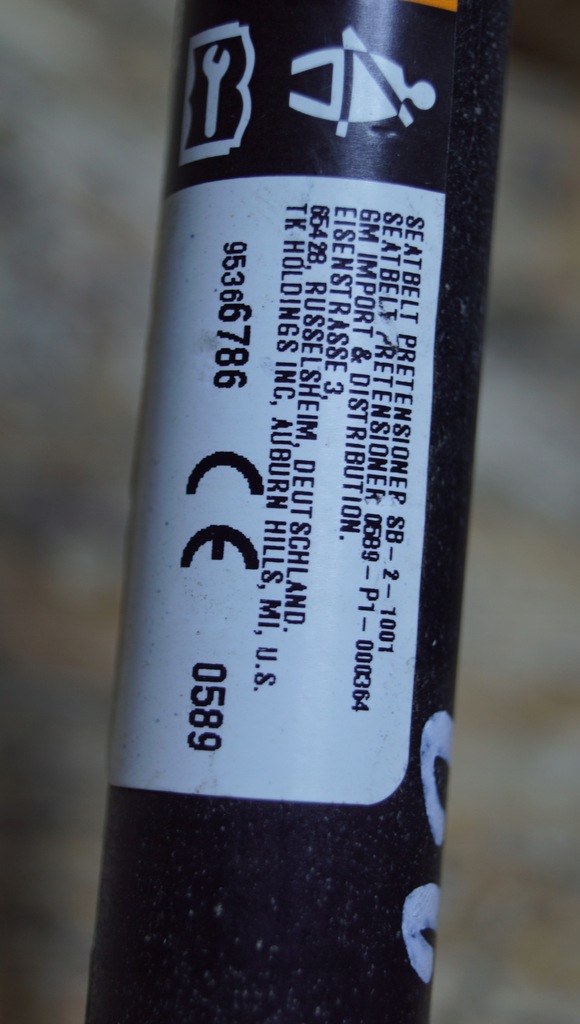 SEATBELT PRETENSIONER SB-2-1001
SEATBELT PRETENSIONER 0589-P1-000364
GM IMPORT & DISTRIBUTION.
EISENSTRASSE 3,
65428, RUSSELSHEIM, DEUTSCHLAND.
TK HOLDINGS INC, AUBURN HILLS, MI, U.S.
95366786 CE 0589